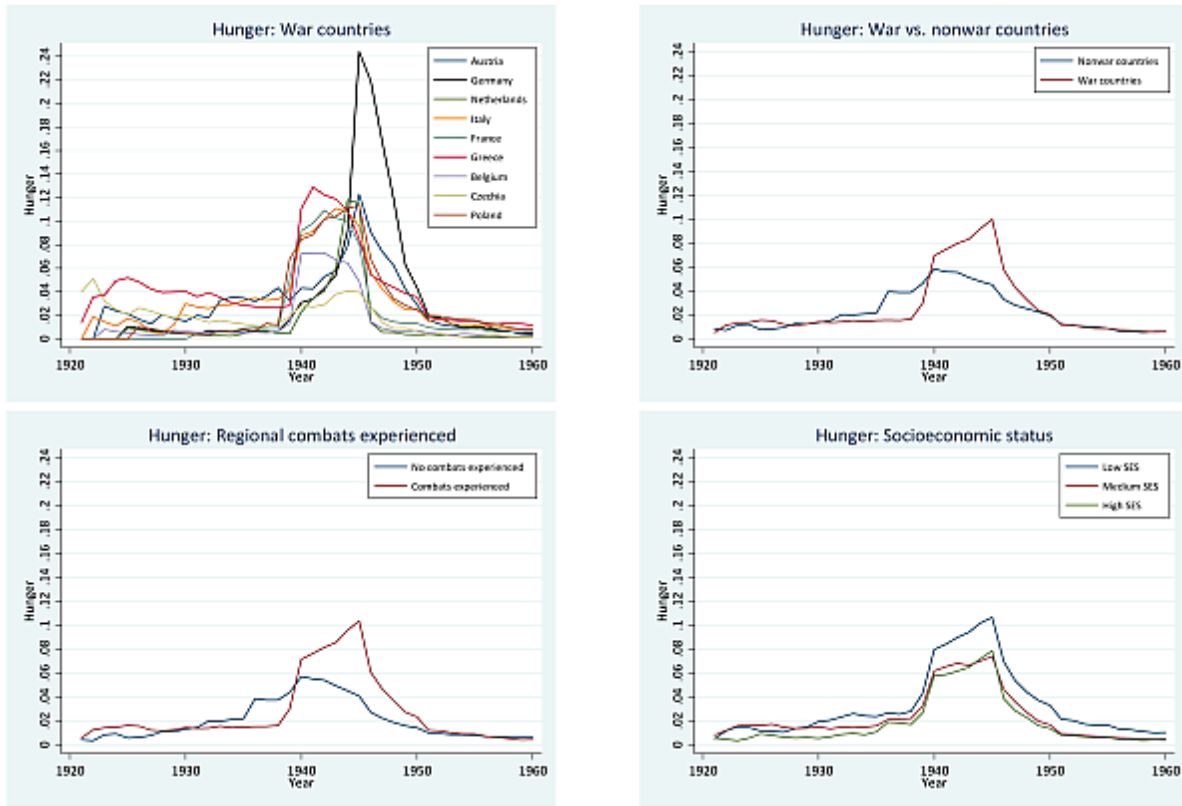 Hunger: War countries
Hunger
.24
.22
.2
.18
.16
.14
.12
.1
.08
.06
.04
.02
0
1920 1930 1940 1950 1960
Year
Austria
Germany
Netherlands
Italy
France
Greece
Belgium
Czechia
Poland
Hunger: War vs. nonwar countries
Hunger
.24
.22
.2
.18
.16
.14
.12
.1
.08
.06
.04
.02
0
1920 1930 1940 1950 1960
Year
Nonwar countries
War countries
Hunger: Regional combats experienced
Hunger
.24
.22
.2
.18
.16
.14
.12
.1
.08
.06
.04
.02
0
1920 1930 1940 1950 1960
Year
No combats experienced
Combats experienced
Hunger: Socioeconomic status
Hunger
.24
.22
.2
.18
.16
.14
.12
.1
.08
.06
.04
.02
0
1920 1930 1940 1950 1960
Year
Low SES
Medium SES
High SES